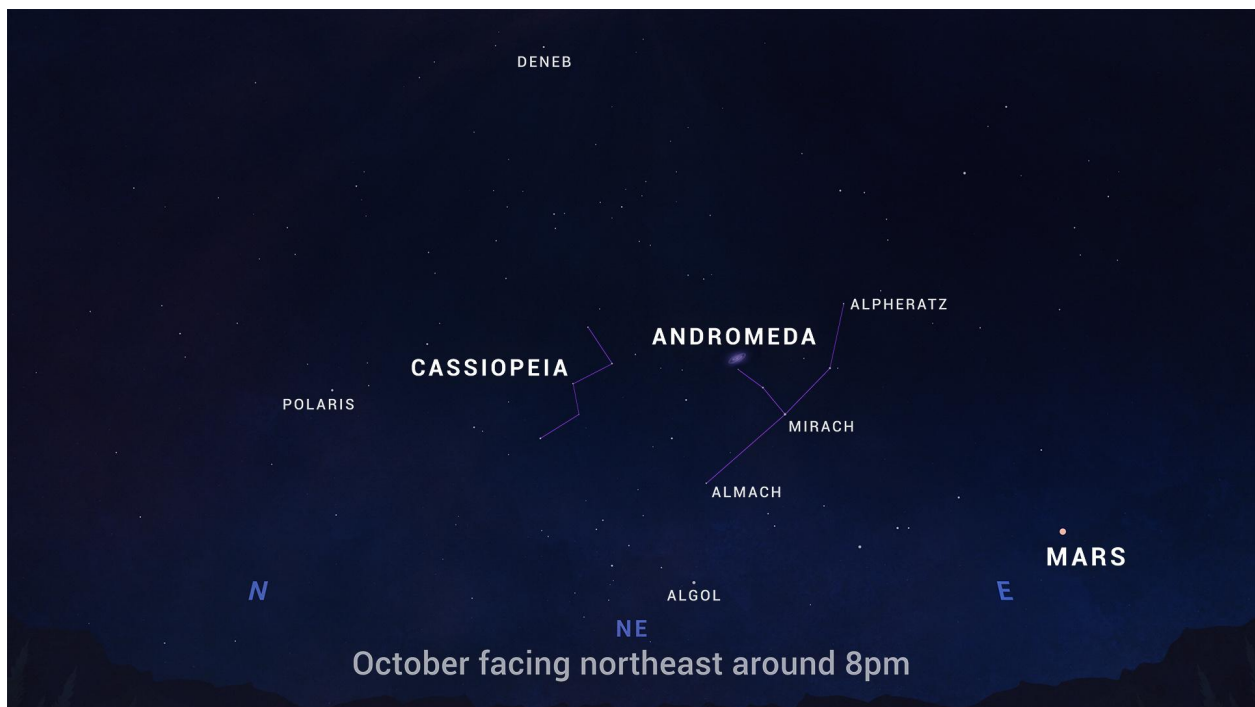 DENEB
ALPHERATZ
ANDROMEDA
CASSIOPEIA
POLARIS
MIRACH
ALMACH
MARS
N
E
ALGOL
NE
October facing northeast around 8pm